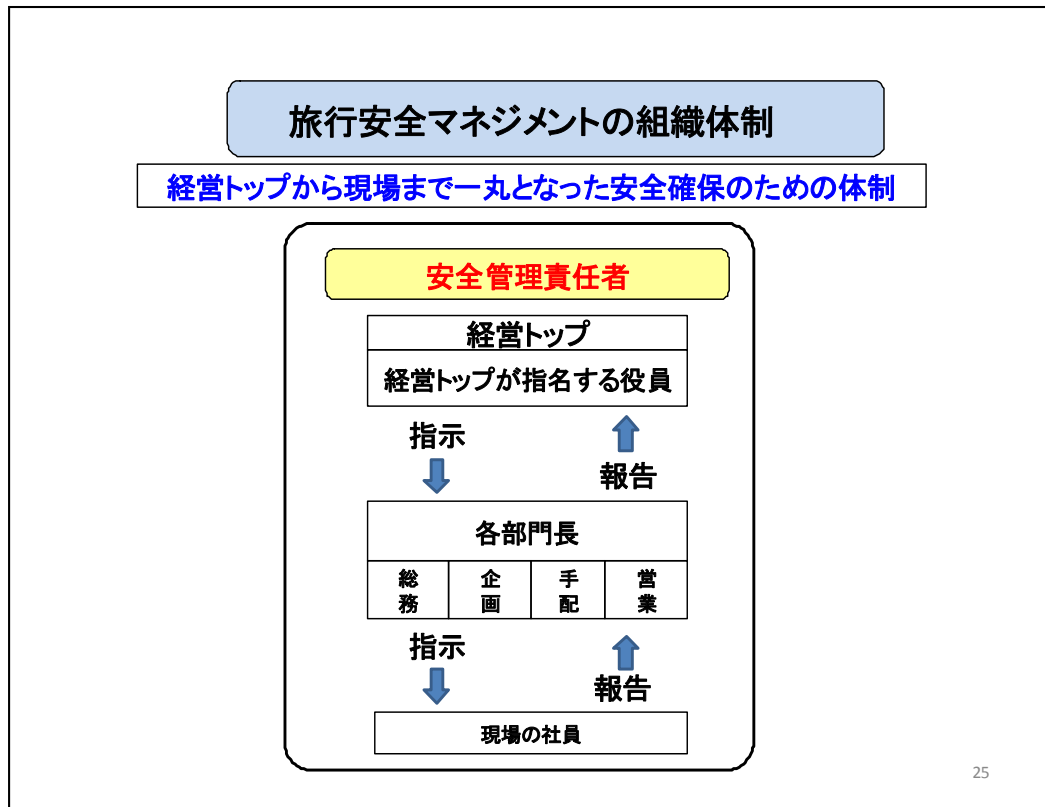 旅行安全マネジメントの組織体制
経営トップから現場まで一丸となった安全確保のための体制
安全管理責任者
経営トップ
経営トップが指名する役員
指示
報告
各部門長
総務
企画
手配
営業
指示
報告
現場の社員
25